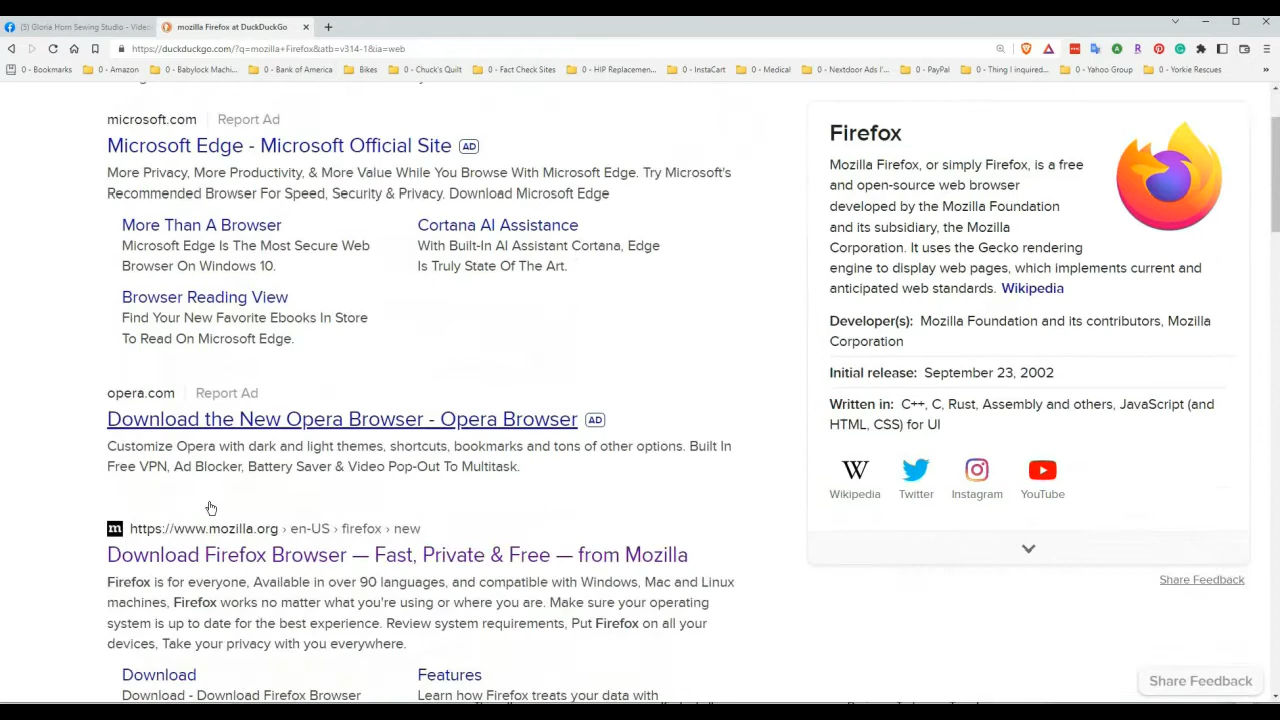 (5) Gloria Horn Sewing Studio - Video
mozilla Firefox at DuckDuckGo
https://duckduckgo.com/?q=mozilla+Firefox&atb=v314-1&ia=web
0 - Bookmarks
0 - Amazon
0 - Babylock Machi...
0 - Bank of America
Bikes
0 - Chuck's Quilt
0 - Fact Check Sites
0 - HIP Replacemen...
0 - InstaCart
0 - Medical
0 - Nextdoor Ads I'...
0 - PayPal
0 - Thing I inquired...
0 - Yahoo Group
0 - Yorkie Rescues
microsoft.com Report Ad
Microsoft Edge - Microsoft Official Site AD
More Privacy, More Productivity, & More Value While You Browse With Microsoft Edge. Try Microsoft's
Recommended Browser For Speed, Security & Privacy. Download Microsoft Edge
More Than A Browser
Microsoft Edge Is The Most Secure Web
Browser On Windows 10.
Cortana AI Assistance
With Built-In AI Assistant Cortana, Edge
Is Truly State Of The Art.
Browser Reading View
Find Your New Favorite Ebooks In Store
To Read On Microsoft Edge.
opera.com Report Ad
Download the New Opera Browser - Opera Browser AD
Customize Opera with dark and light themes, shortcuts, bookmarks and tons of other options. Built In
Free VPN, Ad Blocker, Battery Saver & Video Pop-Out To Multitask.
m https://www.mozilla.org › en-US › firefox › new
Download Firefox Browser — Fast, Private & Free — from Mozilla
Firefox is for everyone, Available in over 90 languages, and compatible with Windows, Mac and Linux
machines, Firefox works no matter what you're using or where you are. Make sure your operating
system is up to date for the best experience. Review system requirements, Put Firefox on all your
devices, Take your privacy with you everywhere.
Download
Download - Download Firefox Browser
Features
Learn how Firefox treats your data with
Firefox
Mozilla Firefox, or simply Firefox, is a free
and open-source web browser
developed by the Mozilla Foundation
and its subsidiary, the Mozilla
Corporation. It uses the Gecko rendering
engine to display web pages, which implements current and
anticipated web standards. Wikipedia
Developer(s): Mozilla Foundation and its contributors, Mozilla
Corporation
Initial release: September 23, 2002
Written in: C++, C, Rust, Assembly and others, JavaScript (and
HTML, CSS) for UI
W
Wikipedia
Twitter
Instagram
YouTube
Share Feedback
Share Feedback